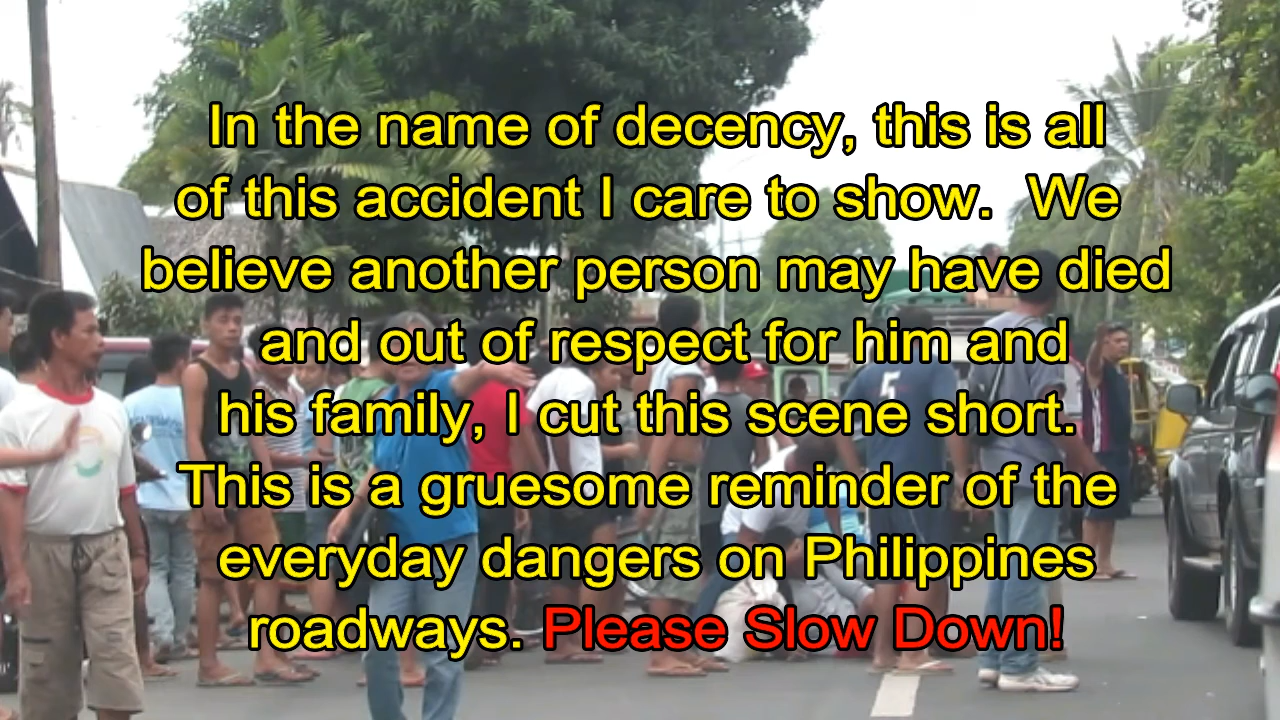 In the name of decency, this is all
of this accident I care to show. We
believe another person may have died
and out of respect for him and
his family, I cut this scene short.
This is a gruesome reminder of the
everyday dangers on Philippines
roadways. Please Slow Down!
5